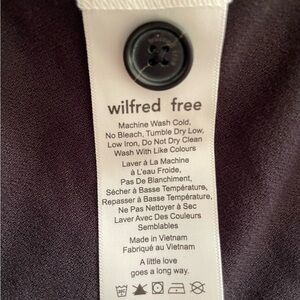 wilfred free
Machine Wash Cold,
No Bleach, Tumble Dry Low,
Low Iron, Do Not Dry Clean
Wash With Like Colours
Laver à La Machine
à L'eau Froide,
Pas De Blanchiment,
Sécher à Basse Température,
Repasser à Basse Température,
Ne Pas Nettoyer à Sec
Laver Avec Des Couleurs
Semblables
Made in Vietnam
Fabriqué au Vietnam
A little love
goes a long way.